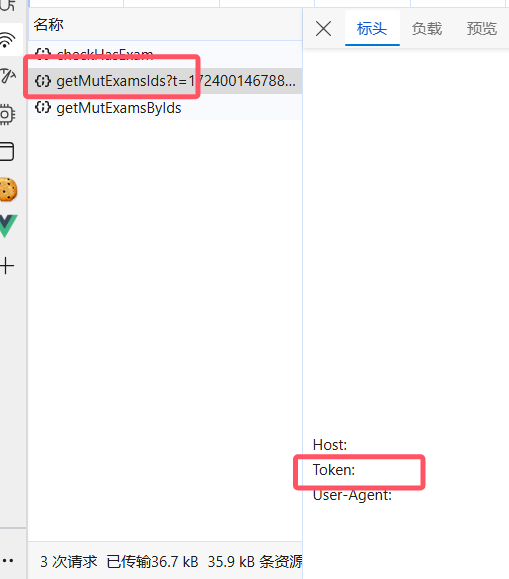 名称
标头 负载 预览
checkHasExam
getMutExamsIds?t=172400146788...
getMutExamsByIds
Host:
Token:
User-Agent:
3 次请求 已传输36.7 kB 35.9 kB 条资源